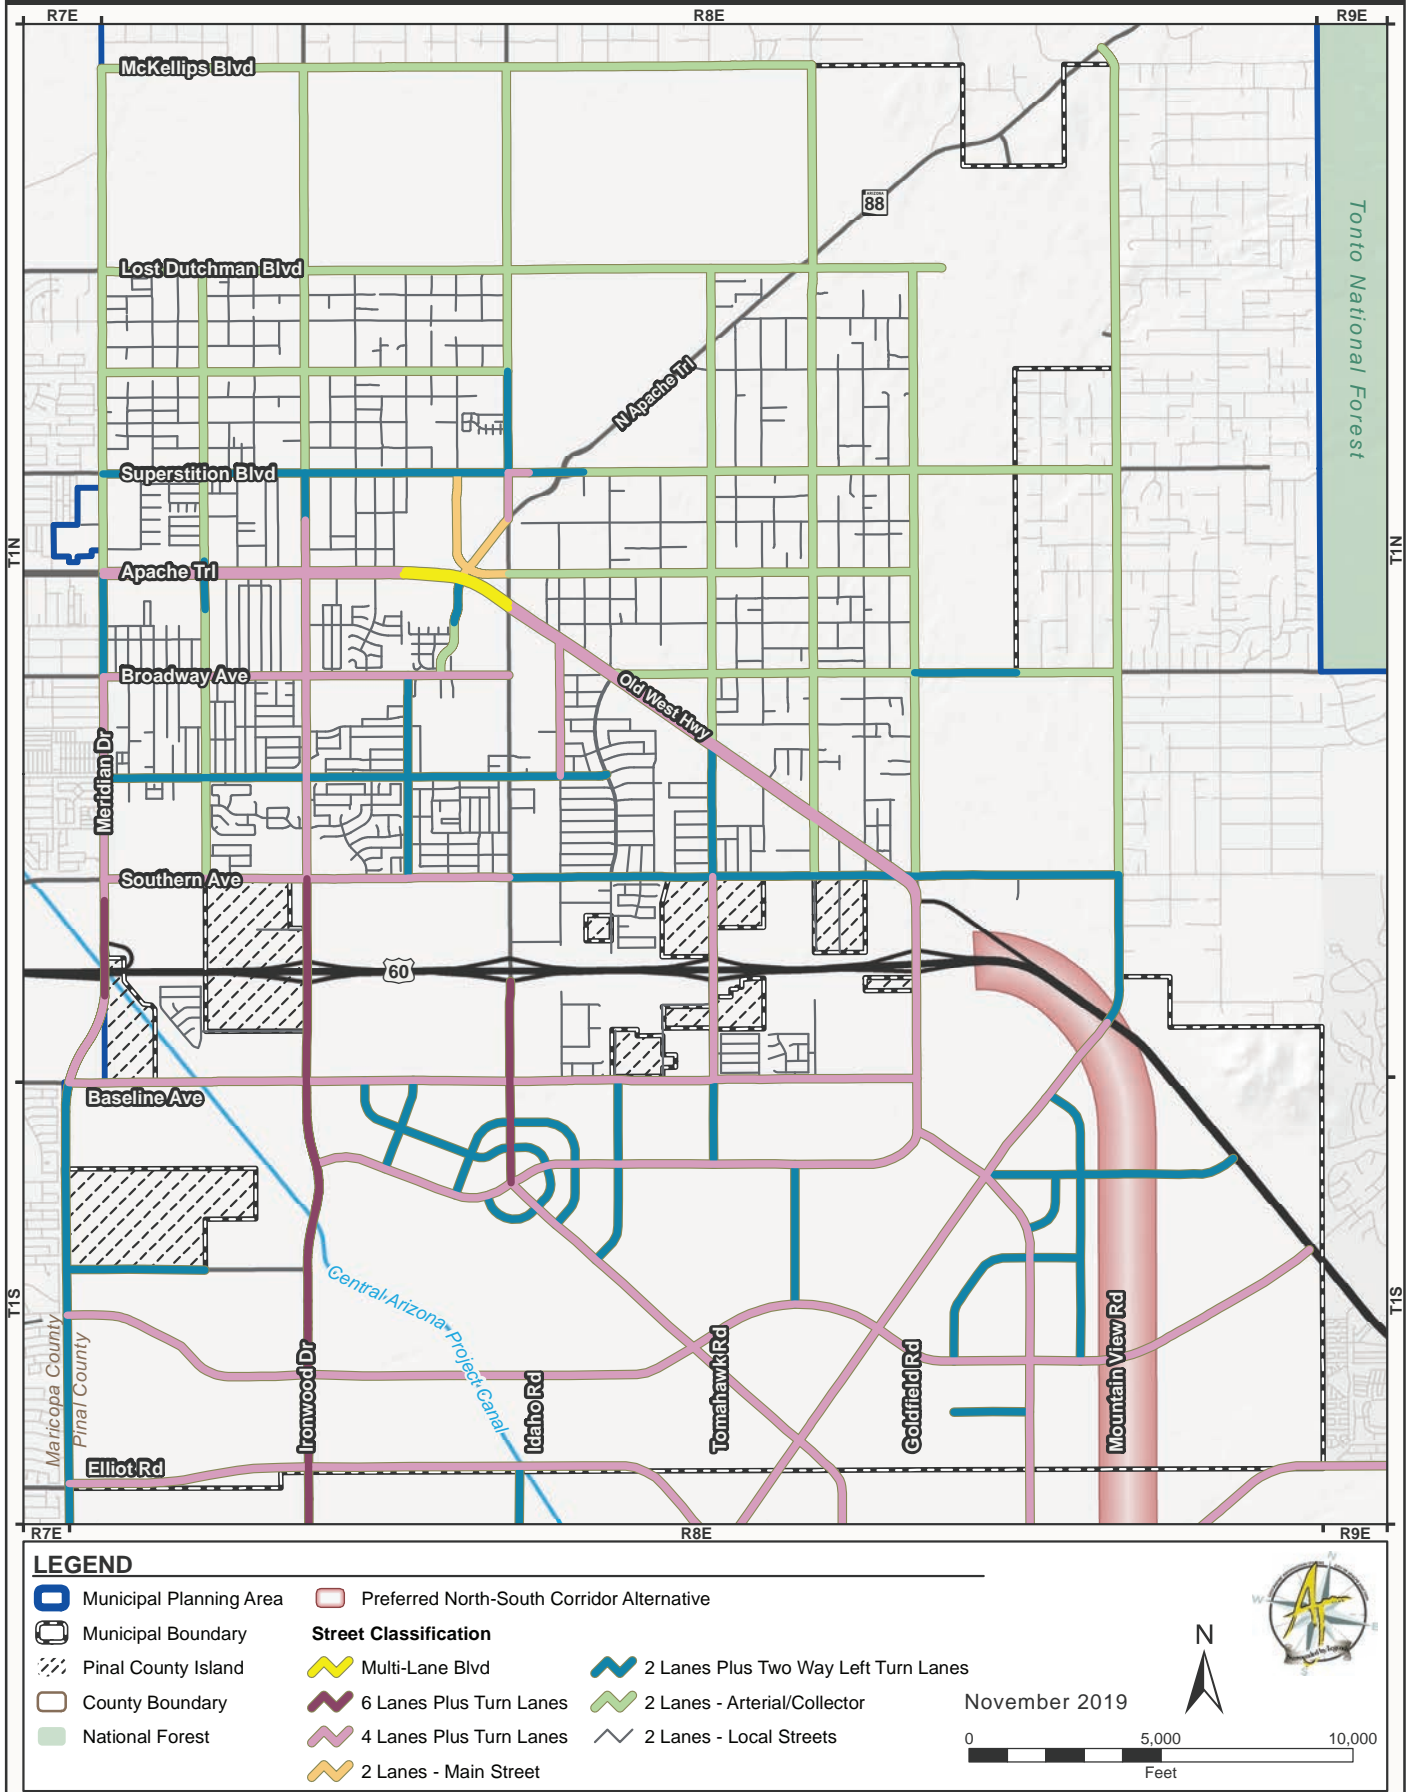 R7E
R8E
R9E
McKellips Blvd
ARIZONA
88
Tonto National Forest
Lost Dutchman Blvd
N Apache Trl
Superstition Blvd
T1N
T1N
Apache Trl
Broadway Ave
Old West Hwy
Meridian Dr
Southern Ave
60
Baseline Ave
T1S
T1S
Central Arizona Project Canal
Maricopa County
Pinal County
Ironwood Dr
Idaho Rd
Tomahawk Rd
Goldfield Rd
Mountain View Rd
Elliot Rd
R7E
R8E
R9E
LEGEND
Municipal Planning Area
Municipal Boundary
Pinal County Island
County Boundary
National Forest
Preferred North-South Corridor Alternative
Street Classification
Multi-Lane Blvd
6 Lanes Plus Turn Lanes
4 Lanes Plus Turn Lanes
2 Lanes - Main Street
2 Lanes Plus Two Way Left Turn Lanes
2 Lanes - Arterial/Collector
2 Lanes - Local Streets
November 2019
N
0 5,000 10,000
Feet
N
W
E
S